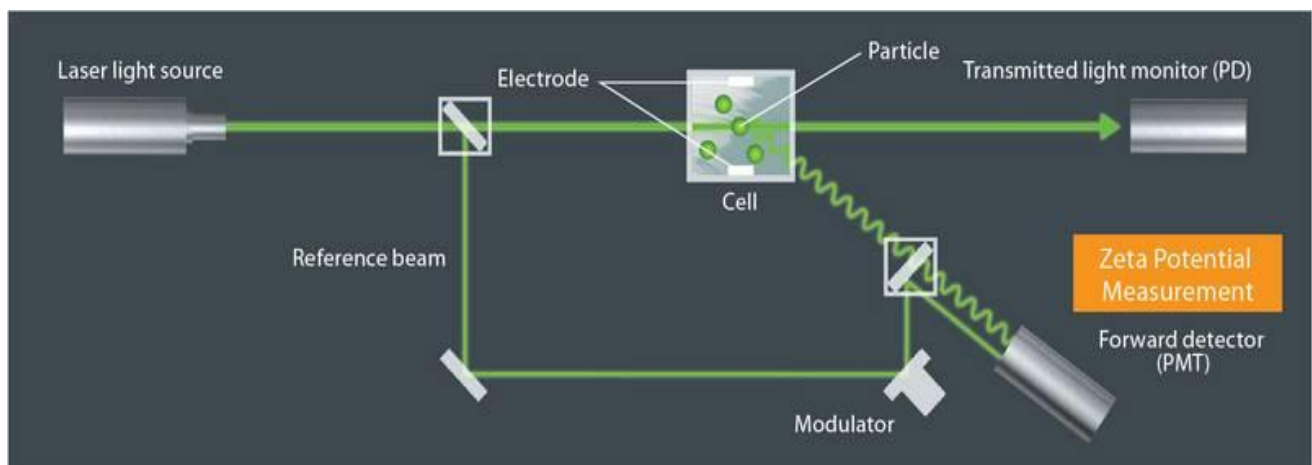 Laser light source
Electrode
Particle
Transmitted light monitor (PD)
Cell
Reference beam
Zeta Potential
Measurement
Forward detector
(PMT)
Modulator